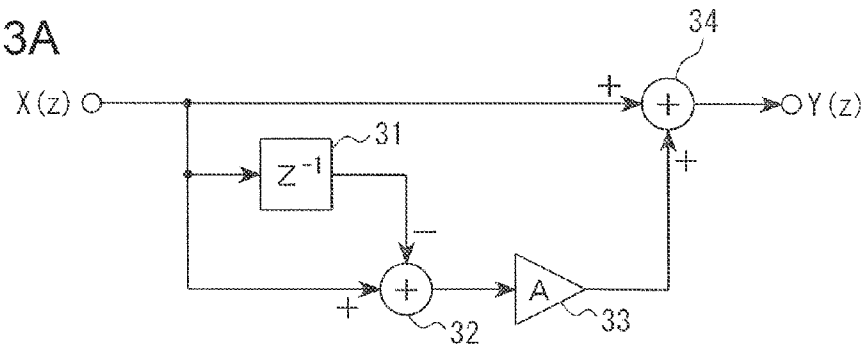 3A
34
X(z)
+
+
Y(z)
31
Z⁻¹
+
−
+
+
A
32
33